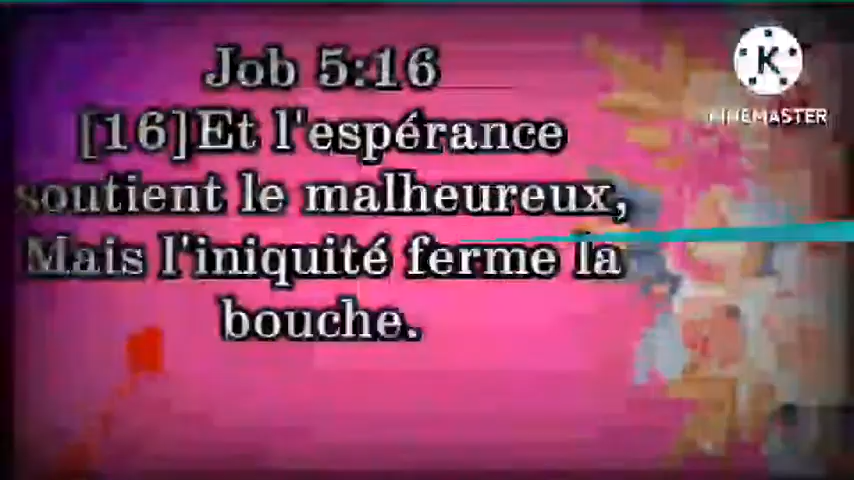 Job 5:16
[16]Et l'espérance
soutient le malheureux,
Mais l'iniquité ferme la
bouche.
K
KINEMASTER